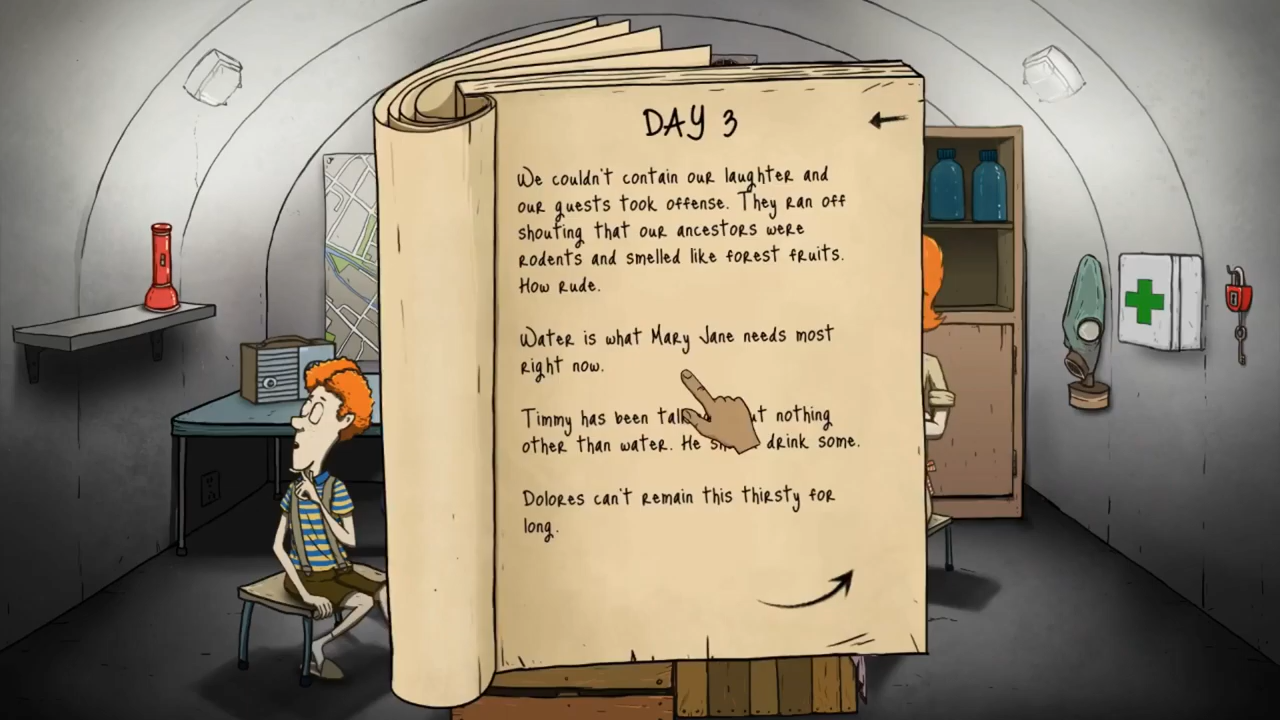 DAY 3
We couldn't contain our laughter and
our guests took offense. They ran off
shouting that our ancestors were
rodents and smelled like forest fruits.
How rude.
Water is what Mary Jane needs most
right now.
Timmy has been nothing
other than water. He drink some.
Dolores can't remain this thirsty for
long.